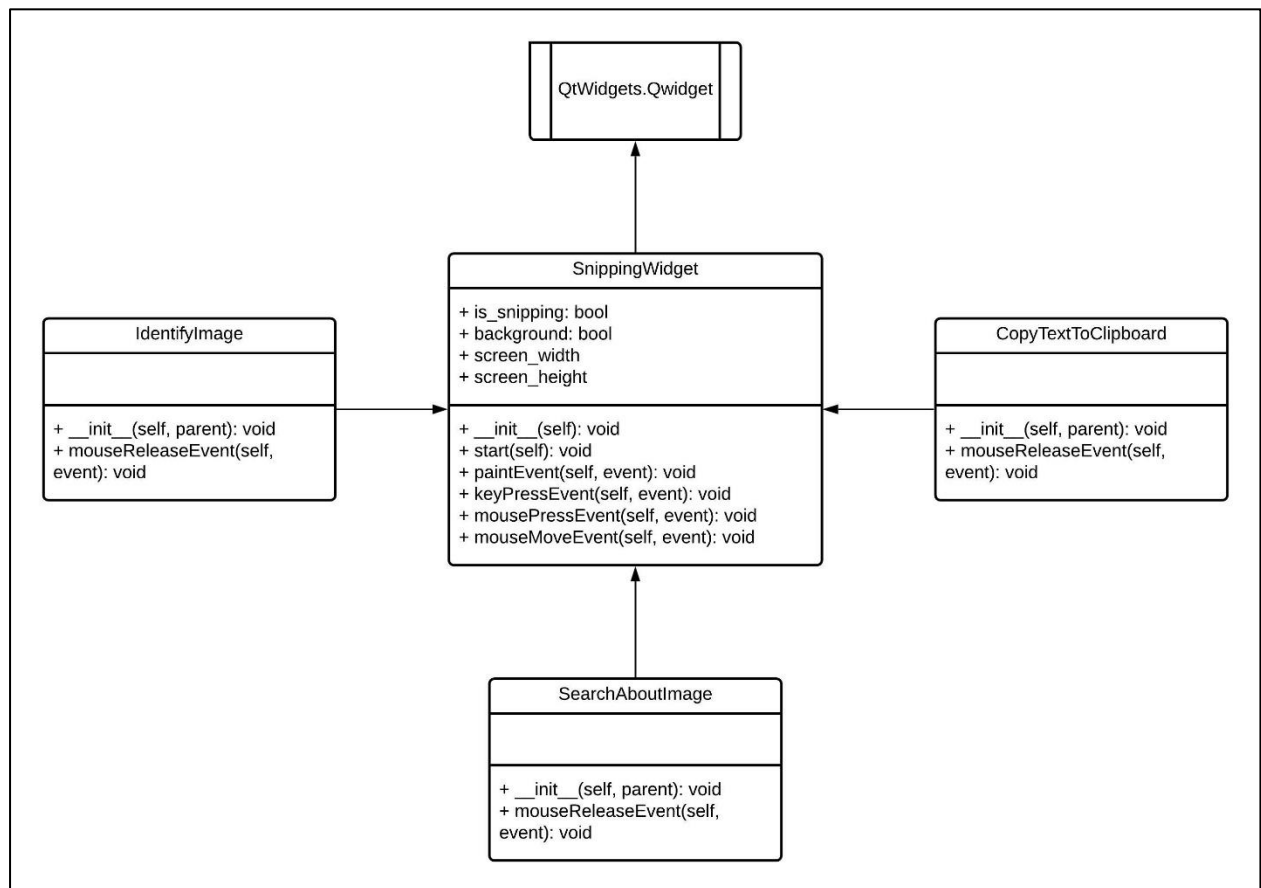 QtWidgets.Qwidget
SnippingWidget
+ is_snipping: bool
+ background: bool
+ screen_width
+ screen_height
+ __init__(self): void
+ start(self): void
+ paintEvent(self, event): void
+ keyPressEvent(self, event): void
+ mousePressEvent(self, event): void
+ mouseMoveEvent(self, event): void
IdentifyImage
+ __init__(self, parent): void
+ mouseReleaseEvent(self,
event): void
CopyTextToClipboard
+ __init__(self, parent): void
+ mouseReleaseEvent(self,
event): void
SearchAboutImage
+ __init__(self, parent): void
+ mouseReleaseEvent(self,
event): void